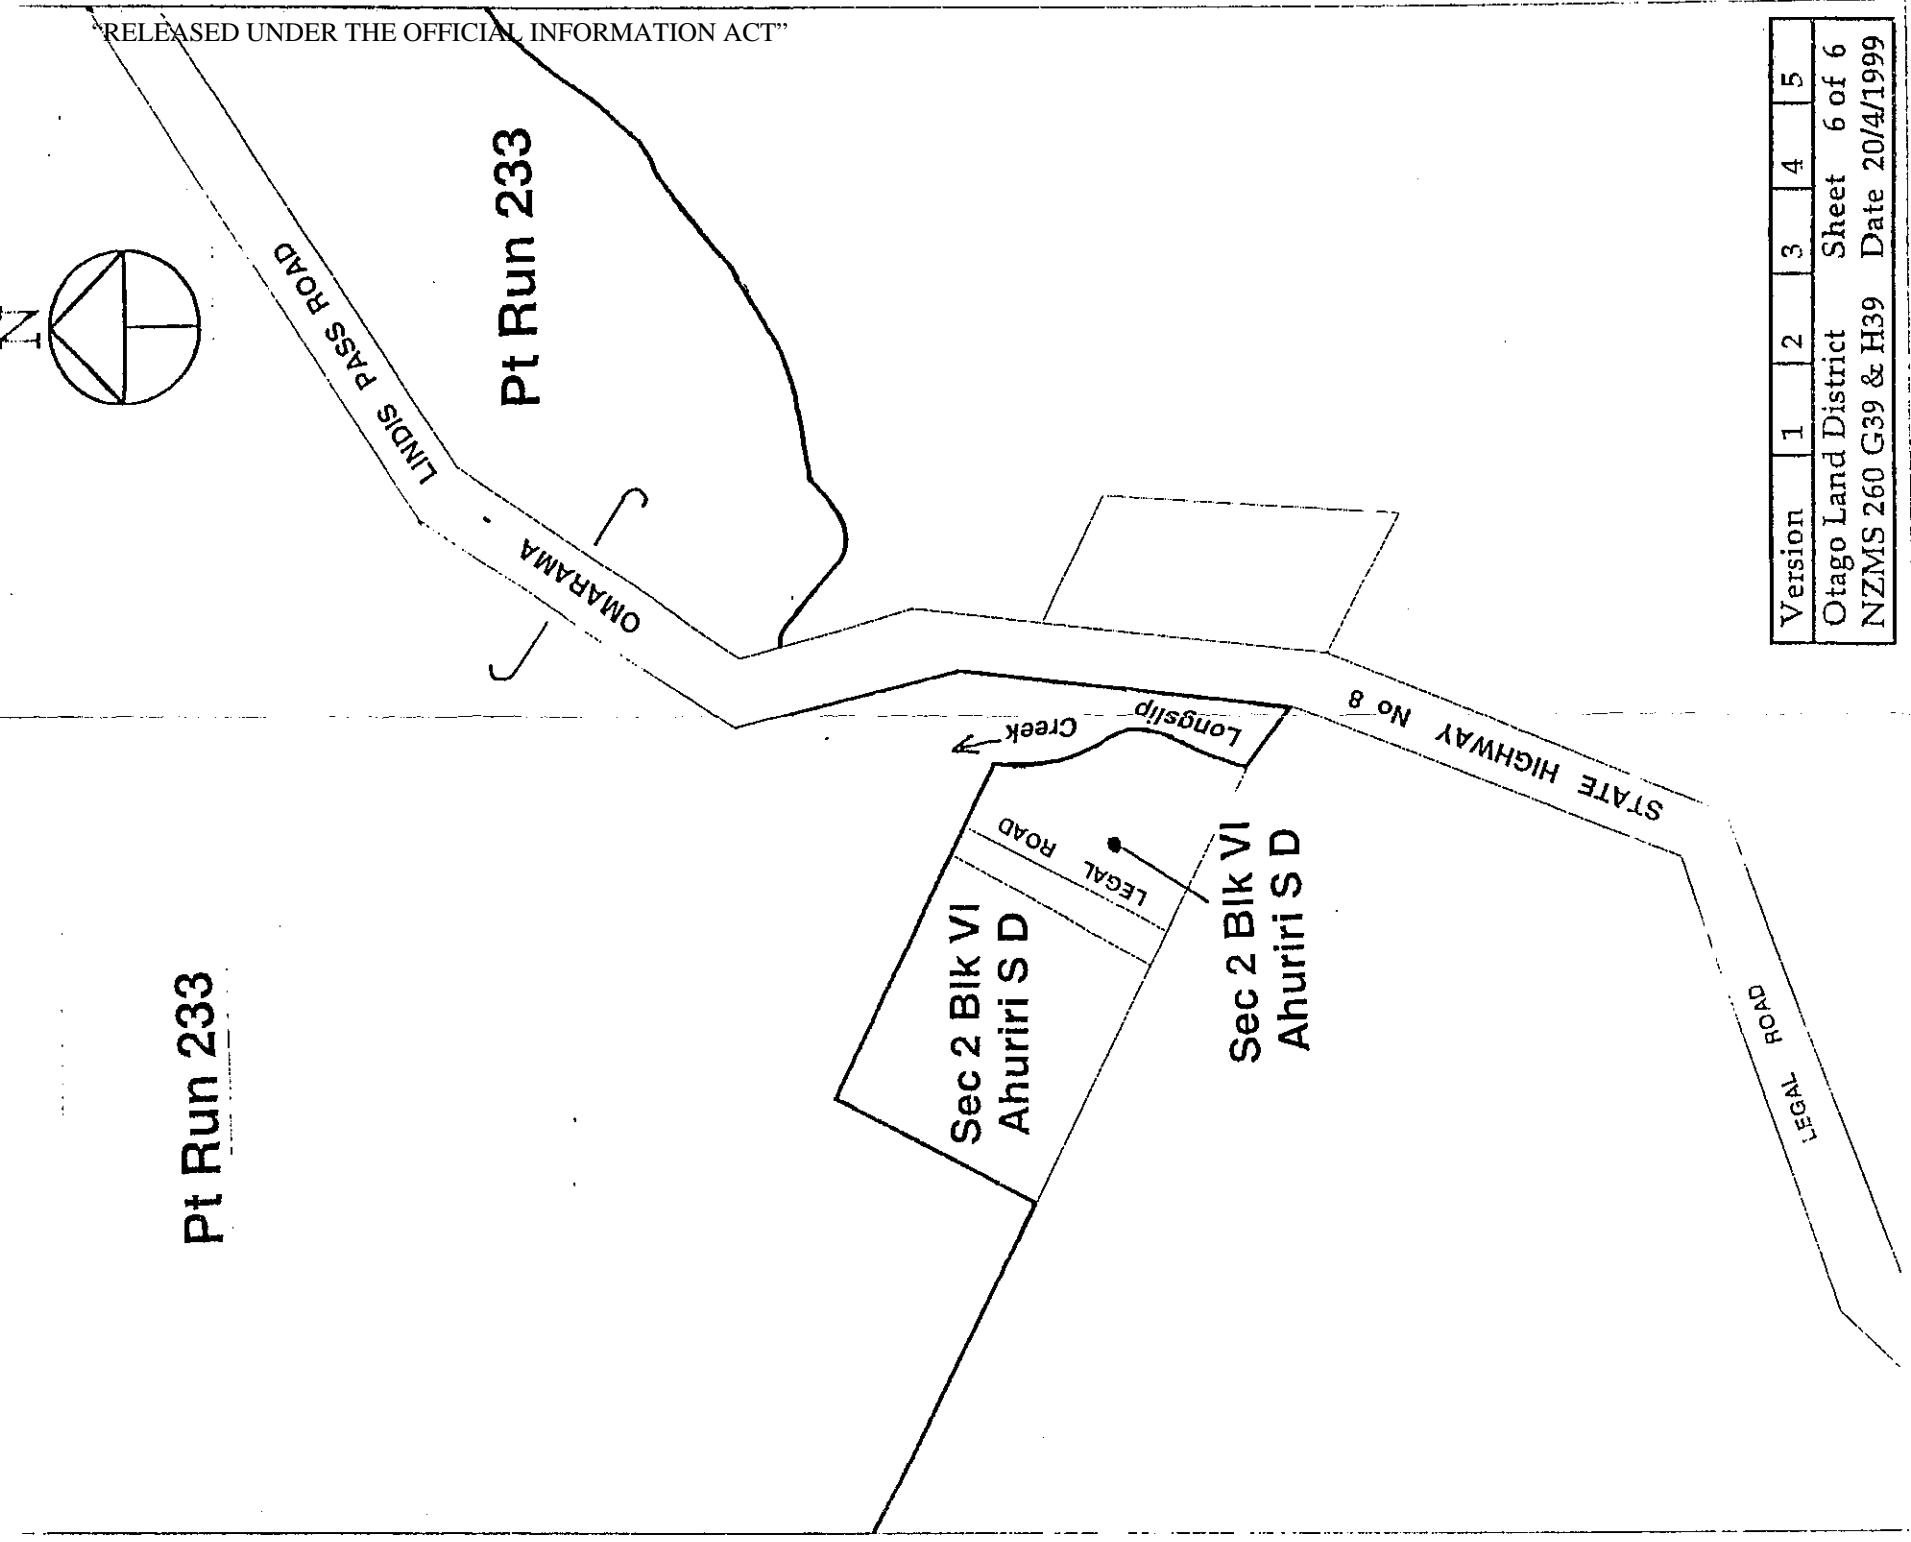 “RELEASED UNDER THE OFFICIAL INFORMATION ACT”
N
Pt Run 233
Pt Run 233
OMARAMA LINDIS PASS ROAD
Longslip Creek
LEGAL ROAD
Sec 2 Blk VI
Ahuriri S D
Sec 2 Blk VI
Ahuriri S D
STATE HIGHWAY No 8
LEGAL ROAD
Version 1 2 3 4 5
Otago Land District Sheet 6 of 6
NZMS 260 G39 & H39 Date 20/4/1999